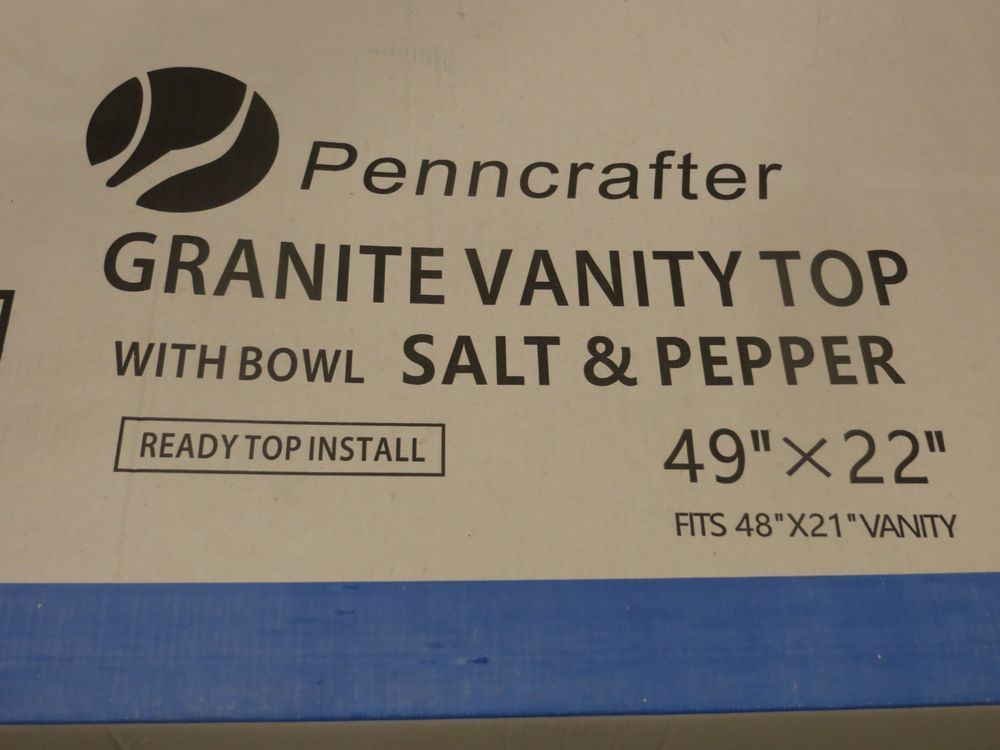 Penncrafter
GRANITE VANITY TOP
WITH BOWL SALT & PEPPER
READY TOP INSTALL
49"×22"
FITS 48"X21" VANITY